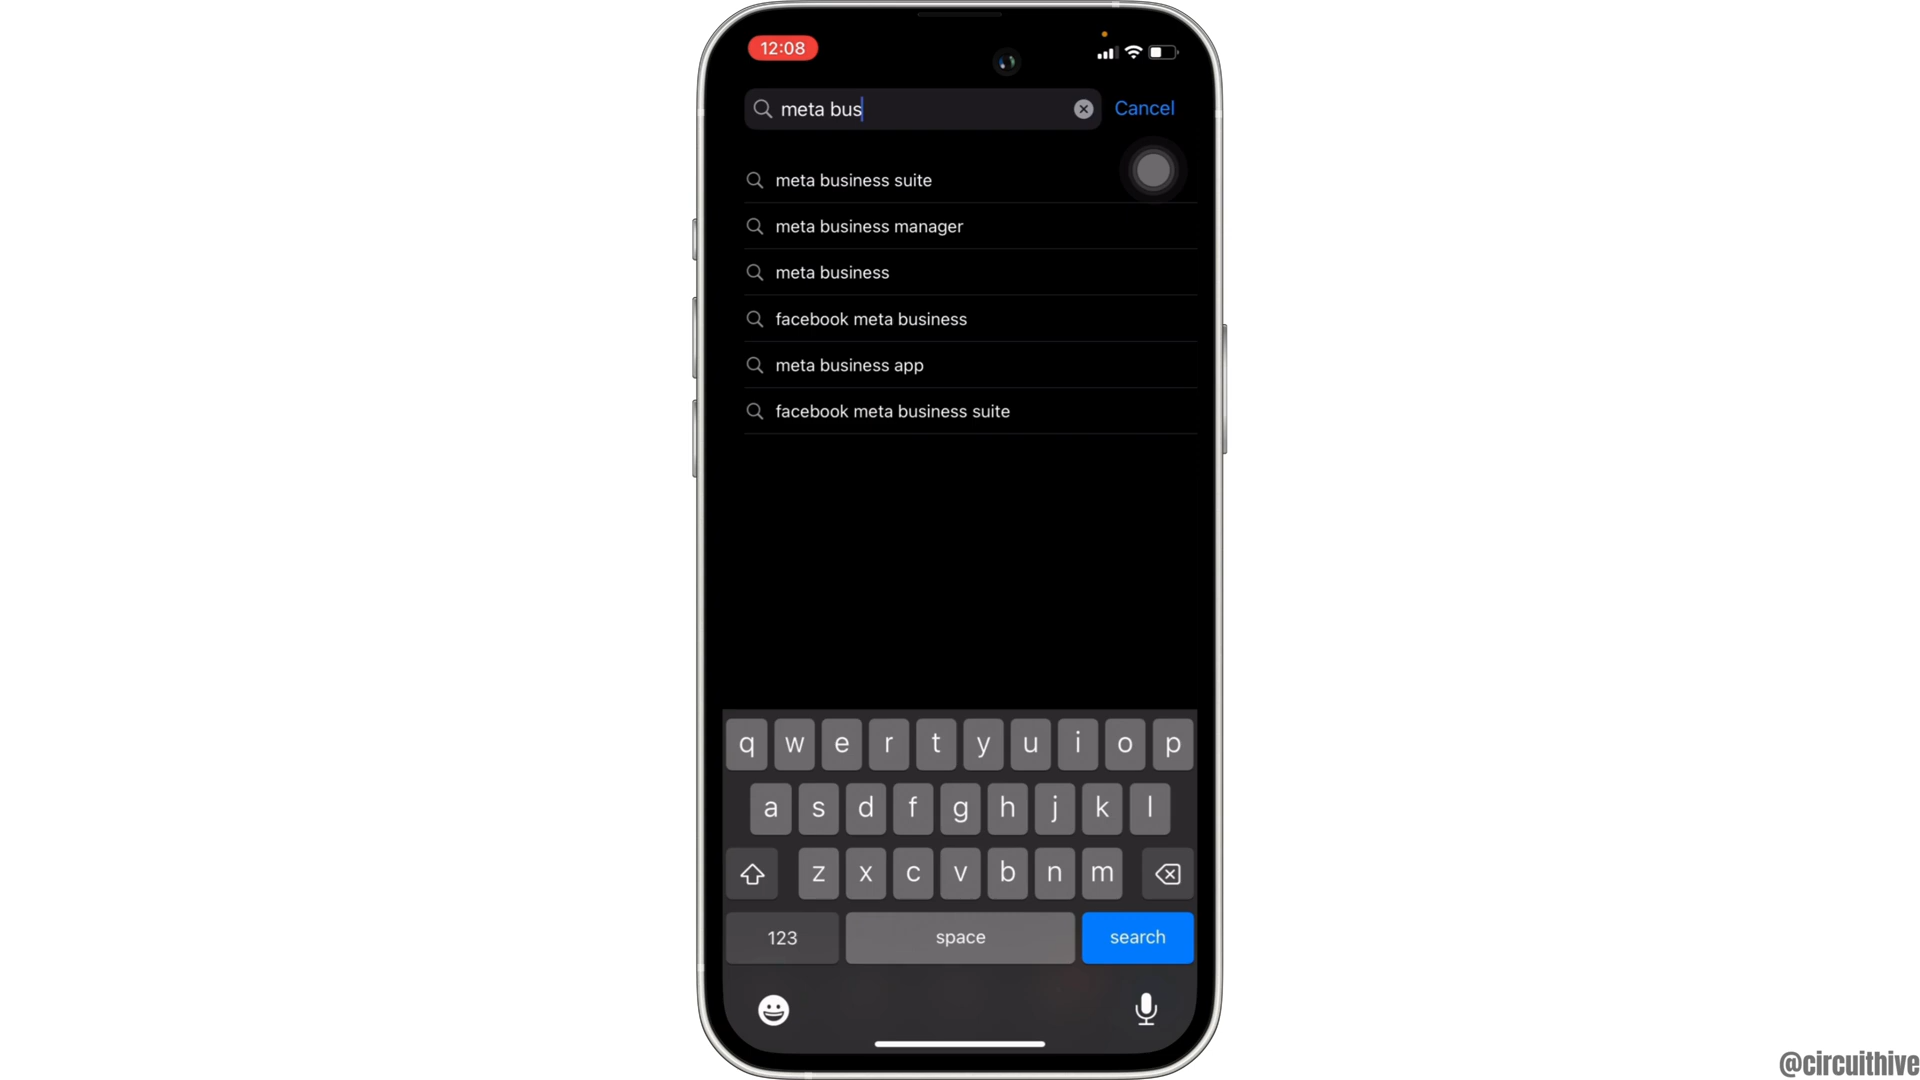 12:08
meta bus
Cancel
meta business suite
meta business manager
meta business
facebook meta business
meta business app
facebook meta business suite
q w e r t y u i o p
a s d f g h j k l
z x c v b n m
123 space search
@circuithive